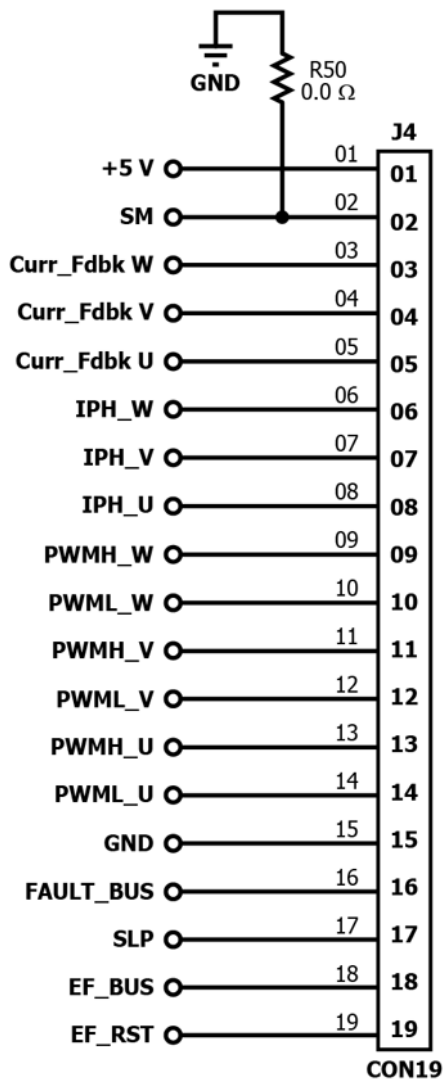 GND
R50
0.0 Ω
J4
+5 V 01 01
SM 02 02
Curr_Fdbk W 03 03
Curr_Fdbk V 04 04
Curr_Fdbk U 05 05
IPH_W 06 06
IPH_V 07 07
IPH_U 08 08
PWMH_W 09 09
PWML_W 10 10
PWMH_V 11 11
PWML_V 12 12
PWMH_U 13 13
PWML_U 14 14
GND 15 15
FAULT_BUS 16 16
SLP 17 17
EF_BUS 18 18
EF_RST 19 19
CON19